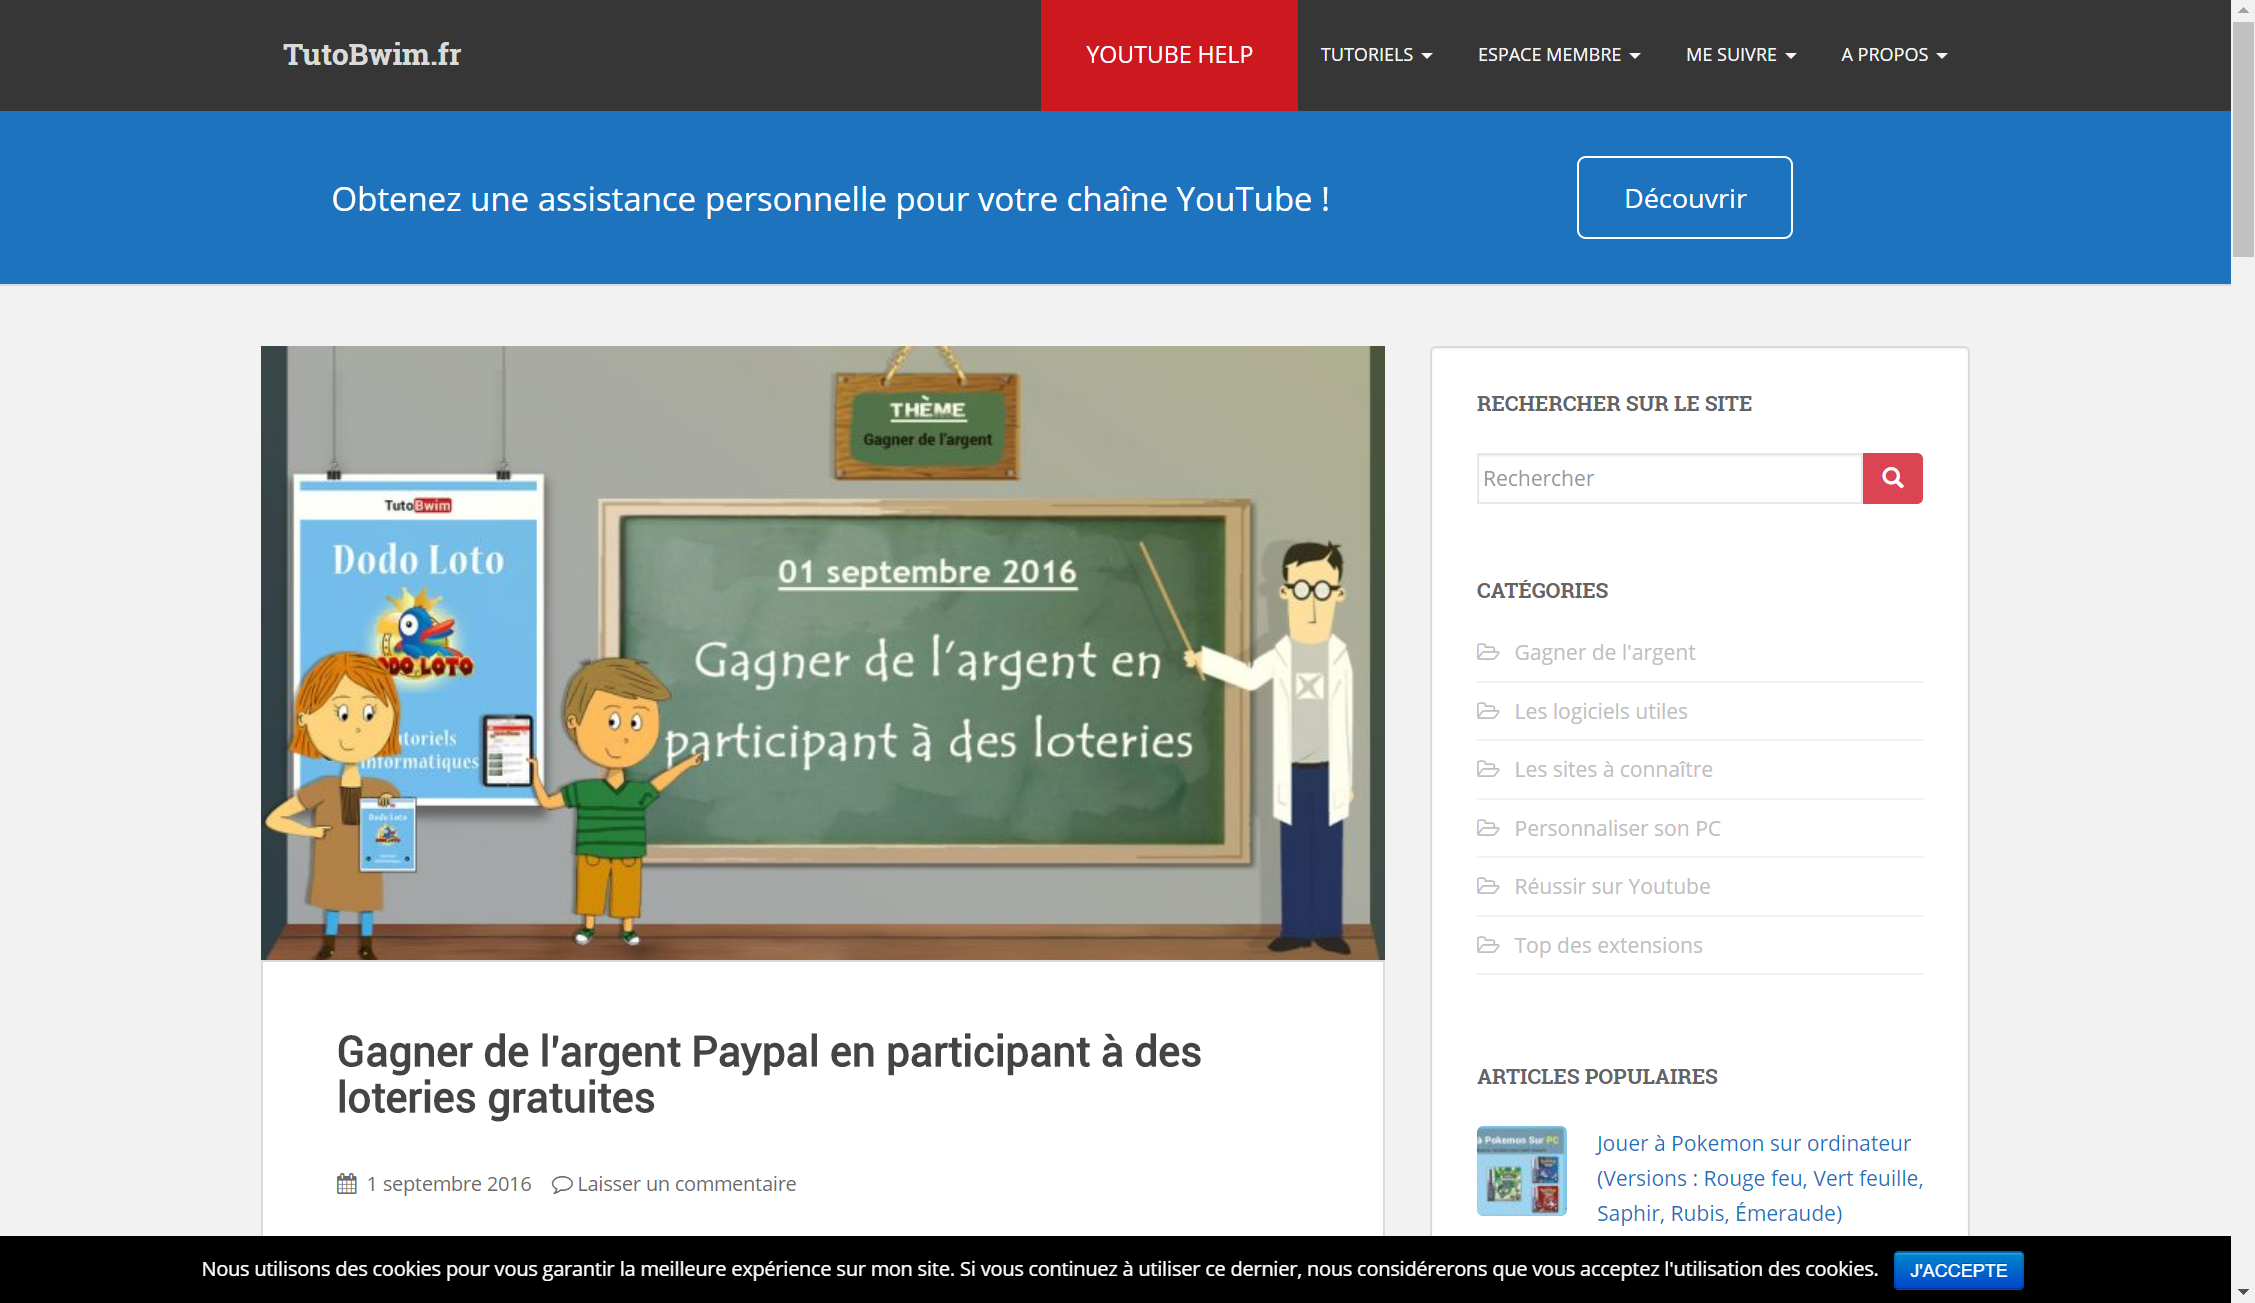 TutoBwim.fr
YOUTUBE HELP
TUTORIELS
ESPACE MEMBRE
ME SUIVRE
A PROPOS
Obtenez une assistance personnelle pour votre chaîne YouTube !
Découvrir
THÈME
Gagner de l'argent
TutoBwim
Dodo Loto
01 septembre 2016
Gagner de l'argent en
participant à des loteries
Dodo Loto
Gagner de l'argent Paypal en participant à des
loteries gratuites
1 septembre 2016
Laisser un commentaire
RECHERCHER SUR LE SITE
Rechercher
CATÉGORIES
Gagner de l'argent
Les logiciels utiles
Les sites à connaître
Personnaliser son PC
Réussir sur Youtube
Top des extensions
ARTICLES POPULAIRES
à Pokemon Sur PC
Jouer à Pokemon sur ordinateur
(Versions : Rouge feu, Vert feuille,
Saphir, Rubis, Émeraude)
Nous utilisons des cookies pour vous garantir la meilleure expérience sur mon site. Si vous continuez à utiliser ce dernier, nous considérerons que vous acceptez l'utilisation des cookies.
J'ACCEPTE